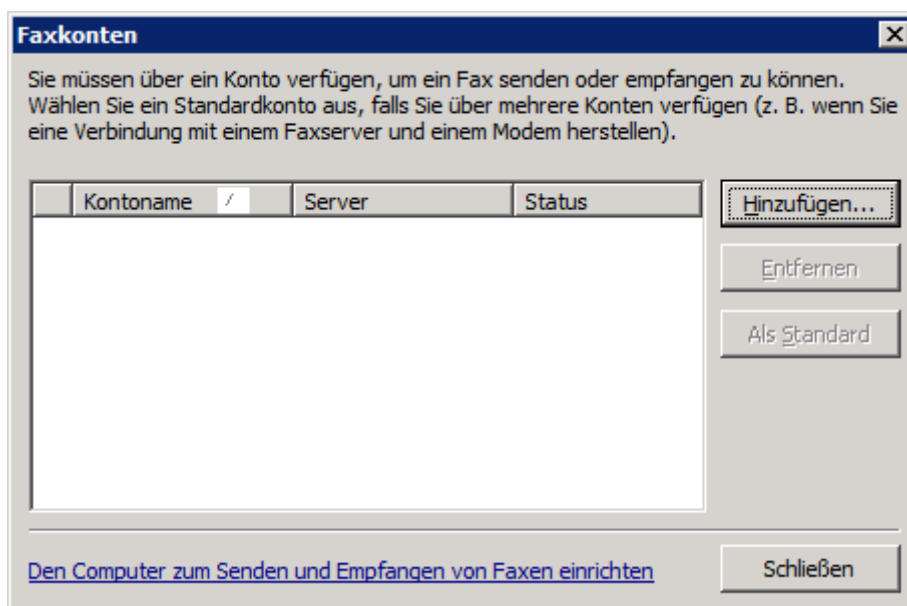 Faxkonten
Sie müssen über ein Konto verfügen, um ein Fax senden oder empfangen zu können.
Wählen Sie ein Standardkonto aus, falls Sie über mehrere Konten verfügen (z. B. wenn Sie
eine Verbindung mit einem Faxserver und einem Modem herstellen).
Kontoname / Server Status
Hinzufügen...
Entfernen
Als Standard
Den Computer zum Senden und Empfangen von Faxen einrichten
Schließen